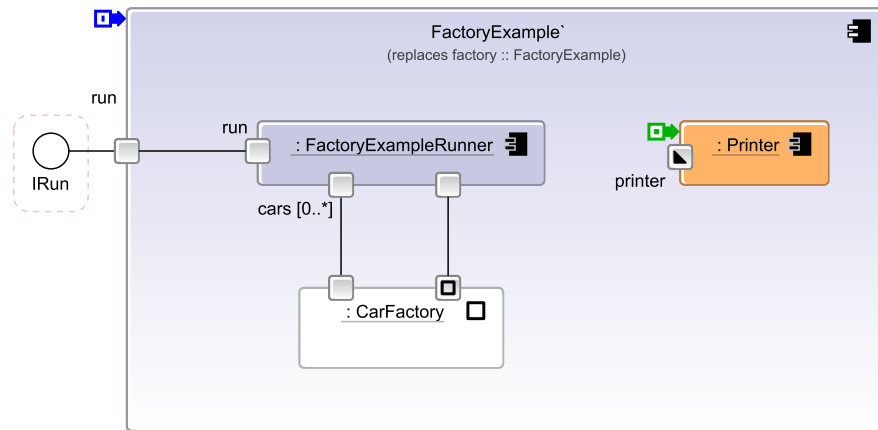 FactoryExample`
(replaces factory :: FactoryExample)
run
run
: FactoryExampleRunner
: Printer
IRun
printer
cars [0..*]
: CarFactory